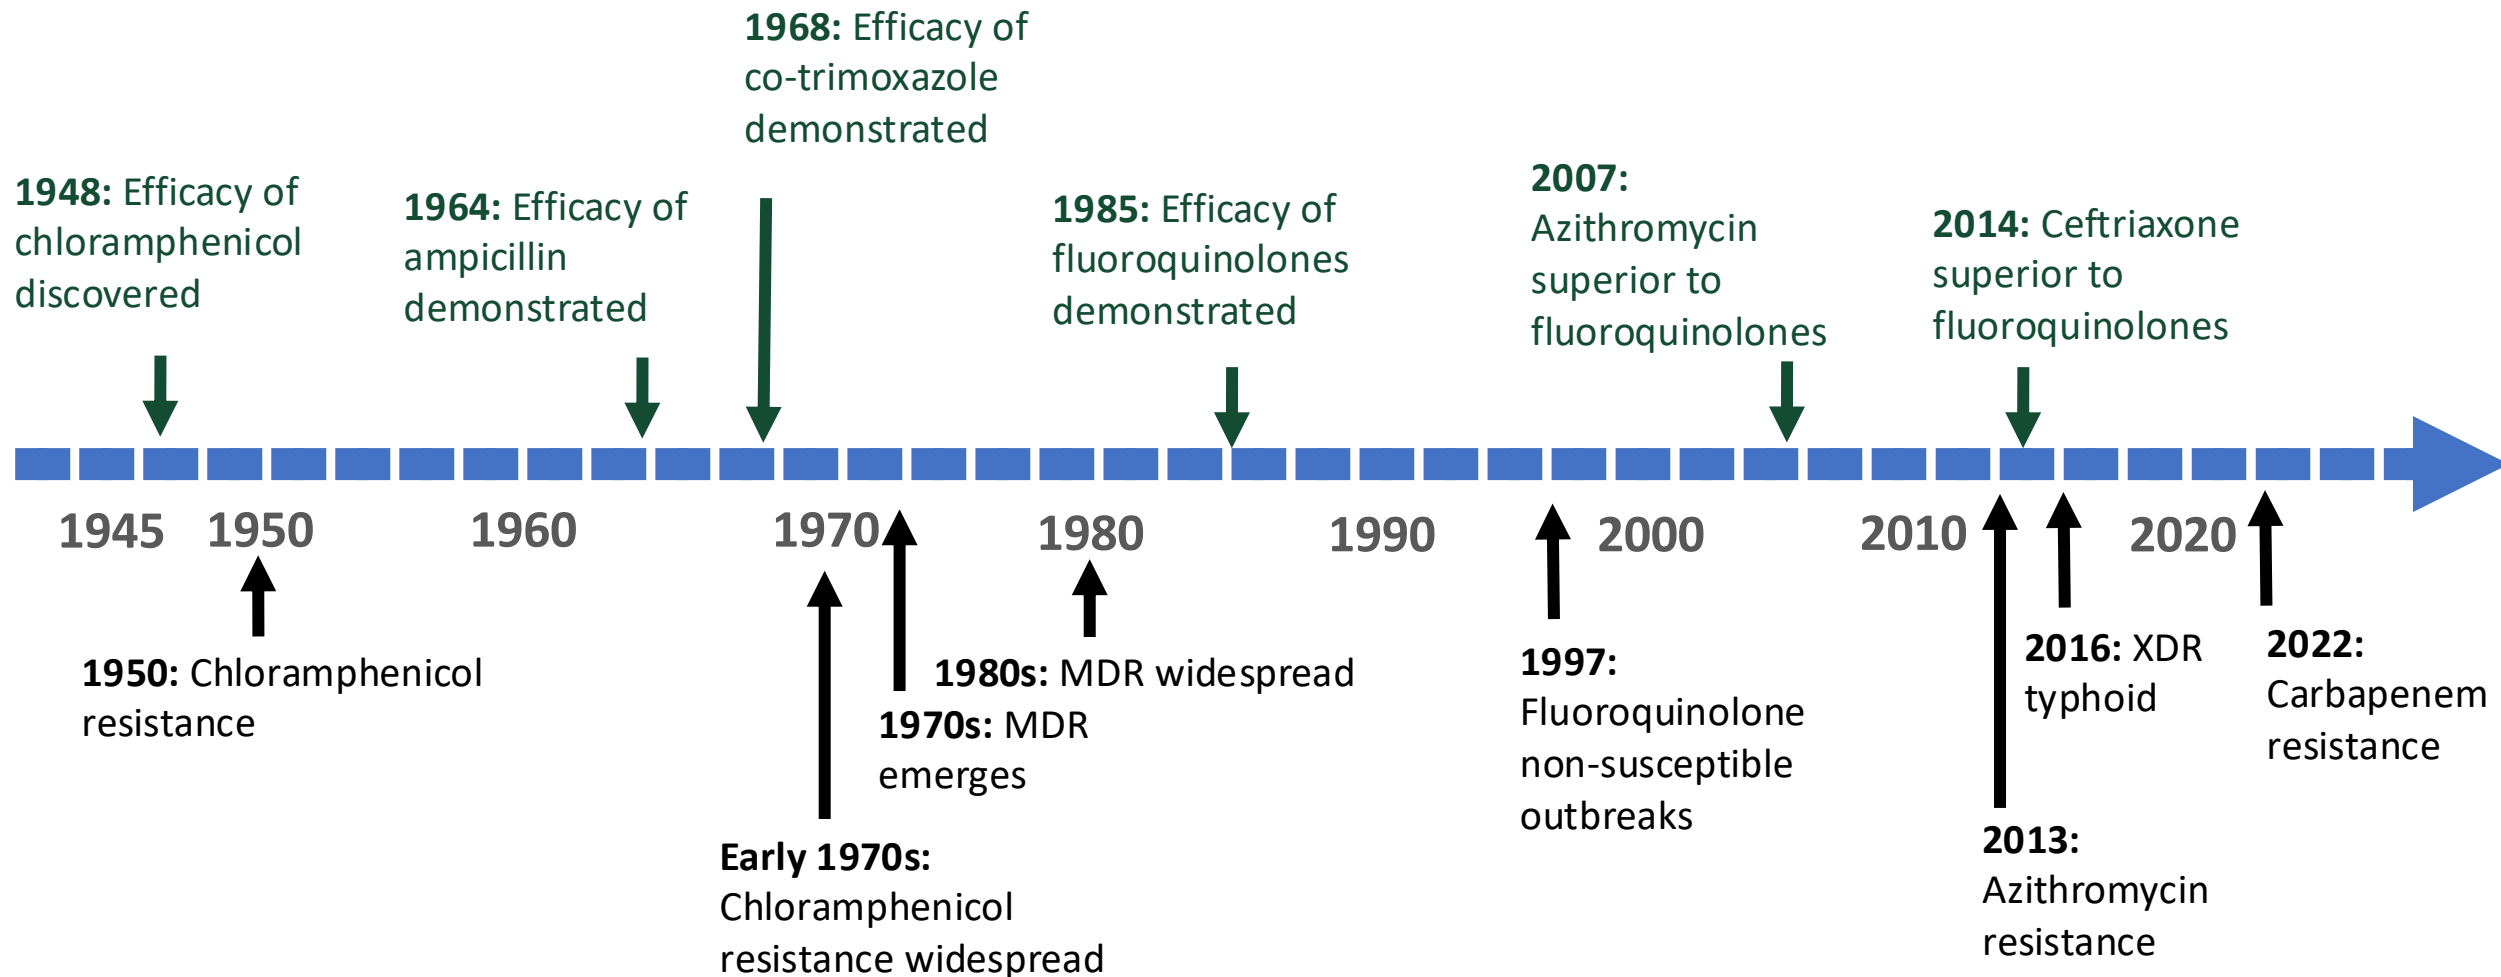 1968: Efficacy of
co-trimoxazole
demonstrated
1948: Efficacy of
chloramphenicol
discovered
1964: Efficacy of
ampicillin
demonstrated
1985: Efficacy of
fluoroquinolones
demonstrated
2007:
Azithromycin
superior to
fluoroquinolones
2014: Ceftriaxone
superior to
fluoroquinolones
1945 1950 1960 1970 1980 1990 2000 2010 2020
1950: Chloramphenicol
resistance
1980s: MDR widespread
1970s: MDR
emerges
Early 1970s:
Chloramphenicol
resistance widespread
1997:
Fluoroquinolone
non-susceptible
outbreaks
2016: XDR
typhoid
2022:
Carbapenem
resistance
2013:
Azithromycin
resistance